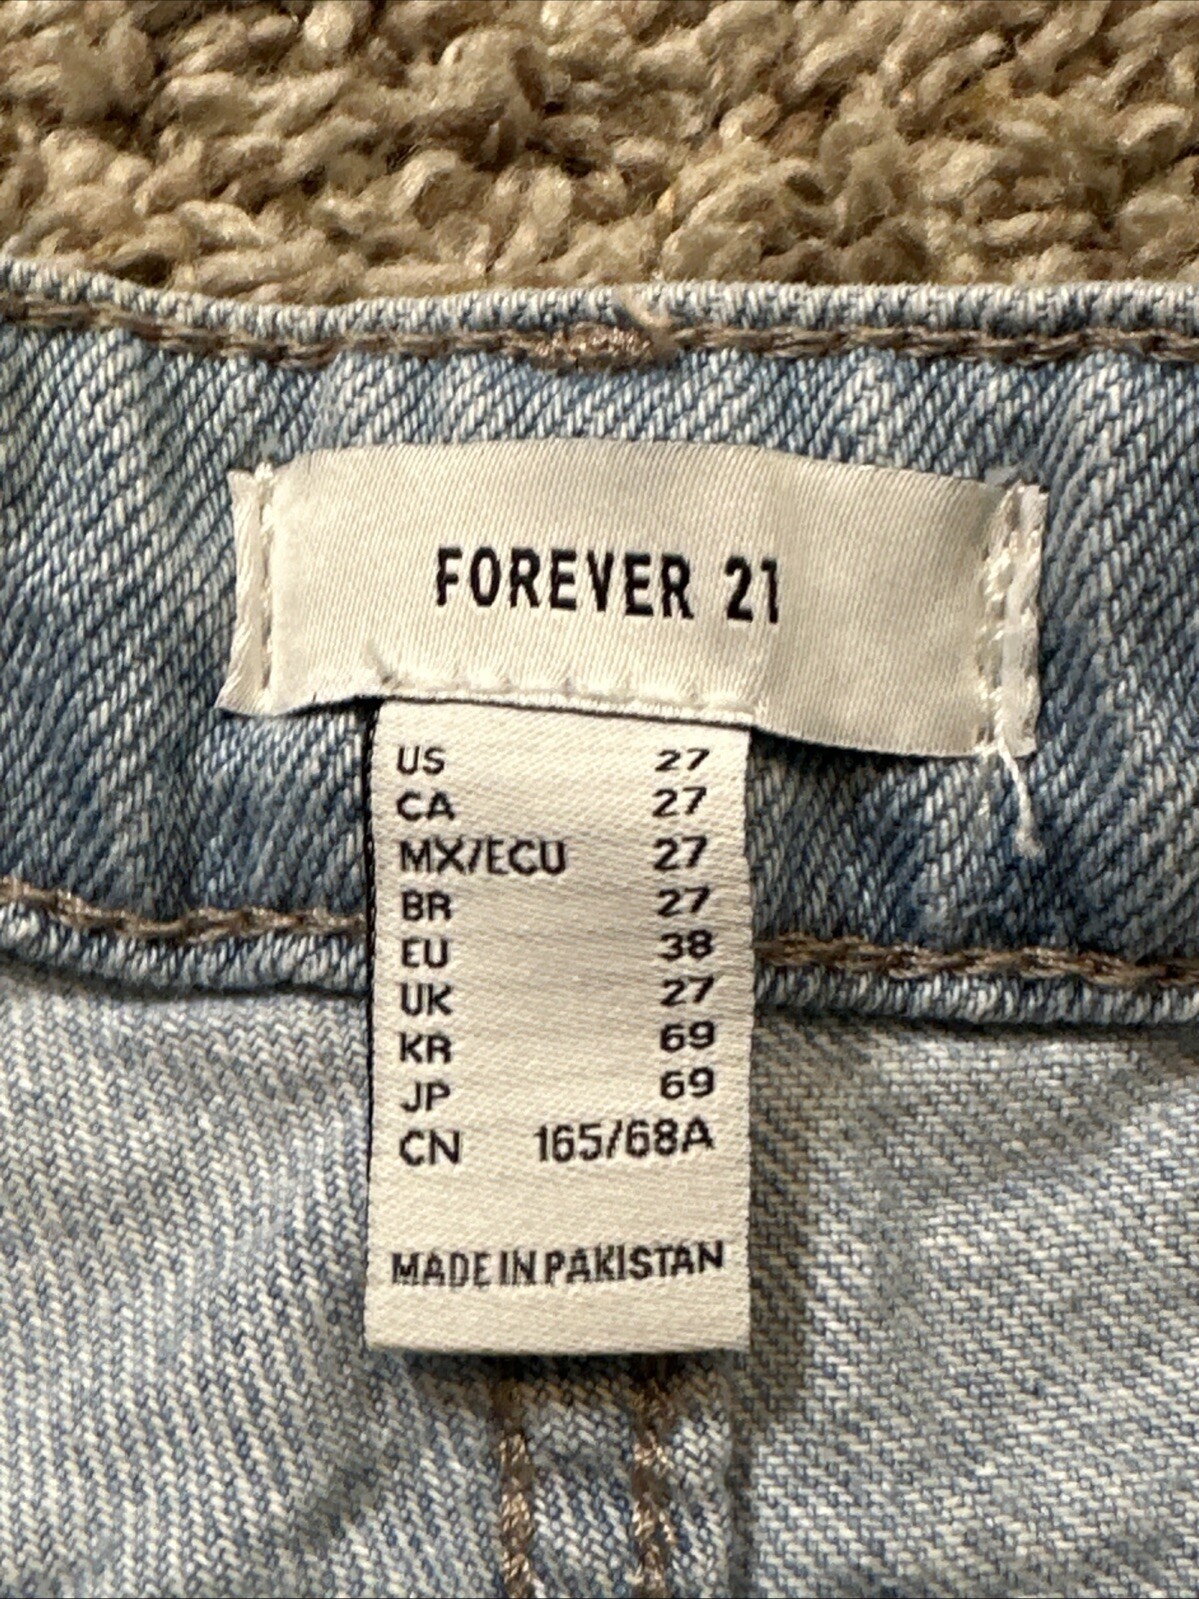 FOREVER 21
US 27
CA 27
MX/ECU 27
BR 27
EU 38
UK 27
KR 69
JP 69
CN 165/68A
MADE IN PAKISTAN